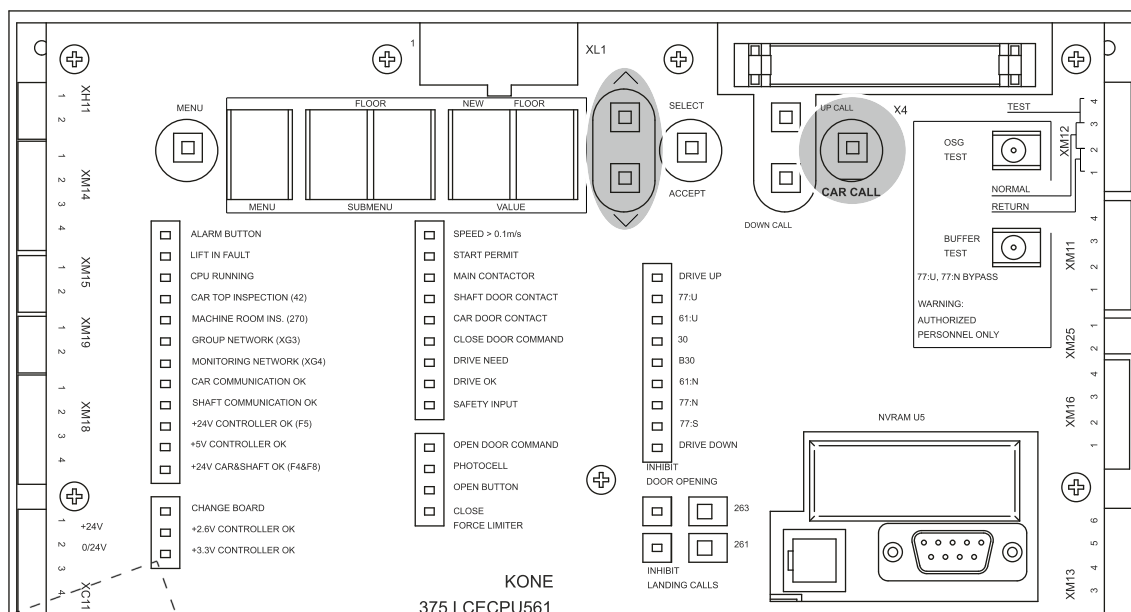 1
XL1
MENU
FLOOR
NEW FLOOR
MENU
SUBMENU
VALUE
SELECT
ACCEPT
UP CALL
X4
CAR CALL
DOWN CALL
TEST
OSG
TEST
NORMAL
RETURN
BUFFER
TEST
77:U, 77:N BYPASS
WARNING:
AUTHORIZED
PERSONNEL ONLY
XH11
1
2
XM14
1
2
3
4
XM15
1
2
XM19
1
2
XM18
1
2
3
4
XC11
1 +24V
2 0/24V
3
4
ALARM BUTTON
LIFT IN FAULT
CPU RUNNING
CAR TOP INSPECTION (42)
MACHINE ROOM INS. (270)
GROUP NETWORK (XG3)
MONITORING NETWORK (XG4)
CAR COMMUNICATION OK
SHAFT COMMUNICATION OK
+24V CONTROLLER OK (F5)
+5V CONTROLLER OK
+24V CAR&SHAFT OK (F4&F8)
CHANGE BOARD
+2.6V CONTROLLER OK
+3.3V CONTROLLER OK
SPEED > 0.1m/s
START PERMIT
MAIN CONTACTOR
SHAFT DOOR CONTACT
CAR DOOR CONTACT
CLOSE DOOR COMMAND
DRIVE NEED
DRIVE OK
SAFETY INPUT
OPEN DOOR COMMAND
PHOTOCELL
OPEN BUTTON
CLOSE
FORCE LIMITER
DRIVE UP
77:U
61:U
30
B30
61:N
77:N
77:S
DRIVE DOWN
INHIBIT
DOOR OPENING
263
261
INHIBIT
LANDING CALLS
NVRAM U5
KONE
375 LCECPU561
XM12
4
3
2
1
XM11
4
3
2
1
XM25
1
2
XM16
4
3
2
1
XM13
6
5
4
3